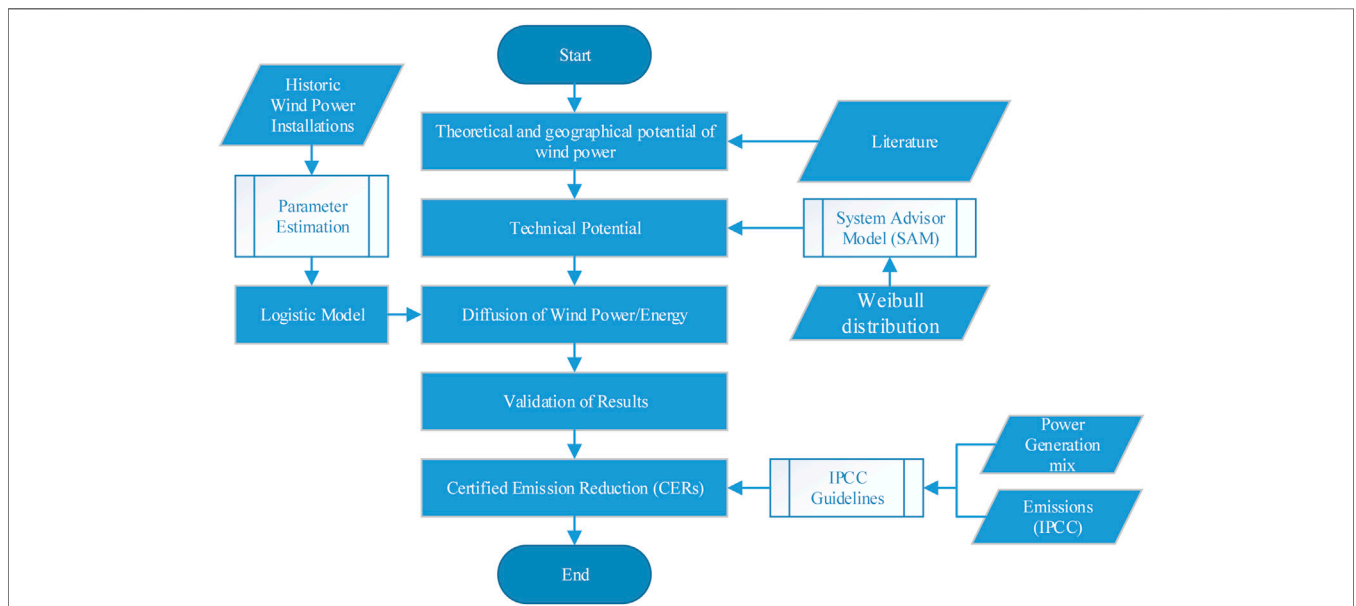 Start
Historic
Wind Power
Installations
Theoretical and geographical potential of
wind power
Literature
Parameter
Estimation
Technical Potential
System Advisor
Model (SAM)
Logistic Model
Diffusion of Wind Power/Energy
Weibull
distribution
Validation of Results
Power
Generation
mix
Certified Emission Reduction (CERs)
IPCC
Guidelines
Emissions
(IPCC)
End